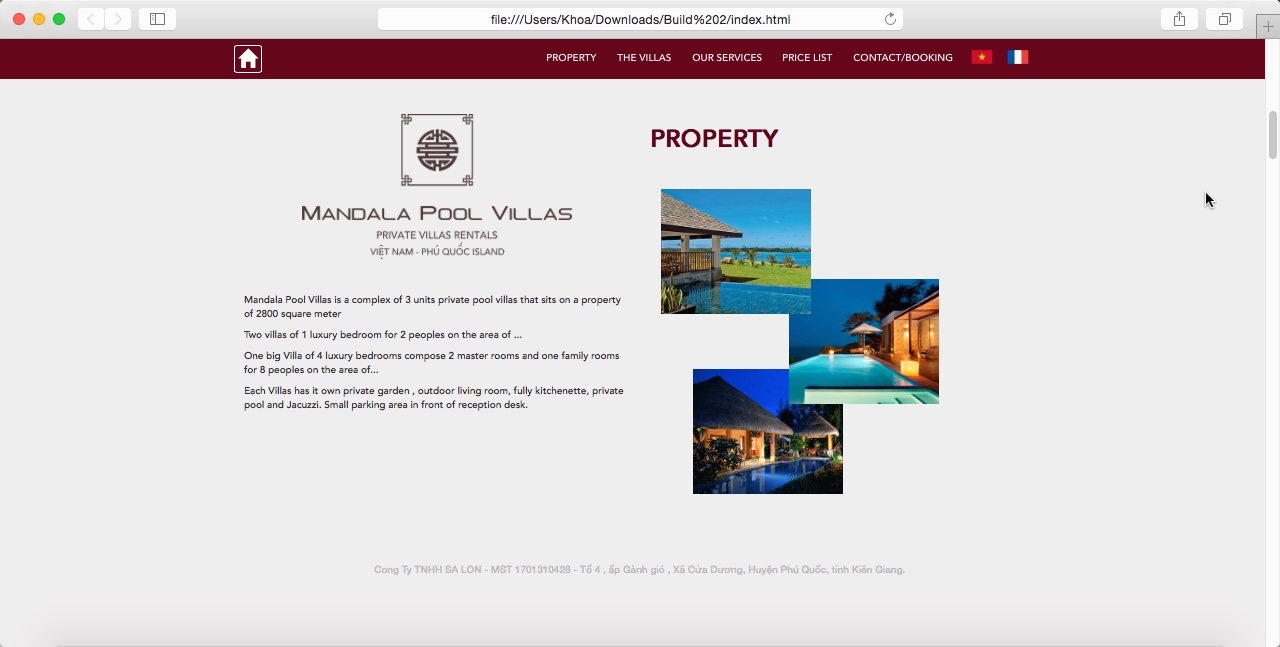 file:///Users/Khoa/Downloads/Build%202/index.html
PROPERTY THE VILLAS OUR SERVICES PRICE LIST CONTACT/BOOKING
MANDALA POOL VILLAS
PRIVATE VILLAS RENTALS
VIỆT NAM - PHÚ QUỐC ISLAND
Mandala Pool Villas is a complex of 3 units private pool villas that sits on a property
of 2800 square meter
Two villas of 1 luxury bedroom for 2 peoples on the area of ...
One big Villa of 4 luxury bedrooms compose 2 master rooms and one family rooms
for 8 peoples on the area of...
Each Villas has it own private garden , outdoor living room, fully kitchenette, private
pool and Jacuzzi. Small parking area in front of reception desk.
PROPERTY
Cong Ty TNHH SA LON - MST 1701310428 - Tổ 4 , ấp Gành gió , Xã Cửa Dương, Huyện Phú Quốc, tỉnh Kiên Giang.